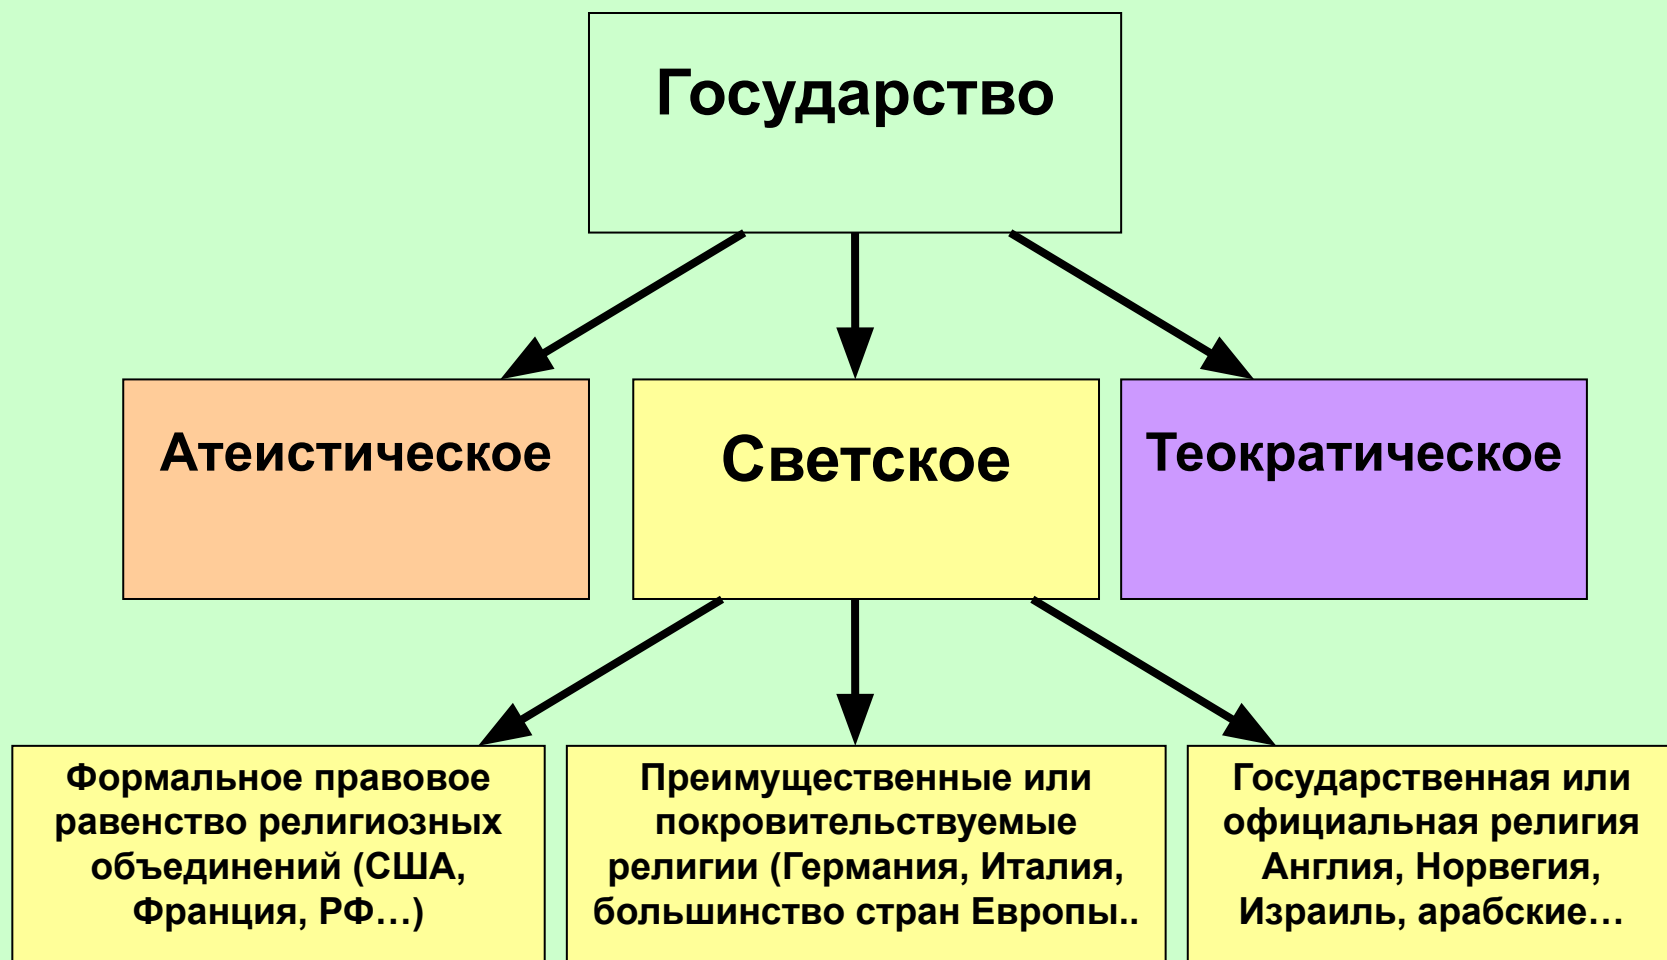 Государство
Атеистическое
Светское
Теократическое
Формальное правовое
равенство религиозных
объединений (США,
Франция, РФ…)
Преимущественные или
покровительствуемые
религии (Германия, Италия,
большинство стран Европы..
Государственная или
официальная религия
Англия, Норвегия,
Израиль, арабские…